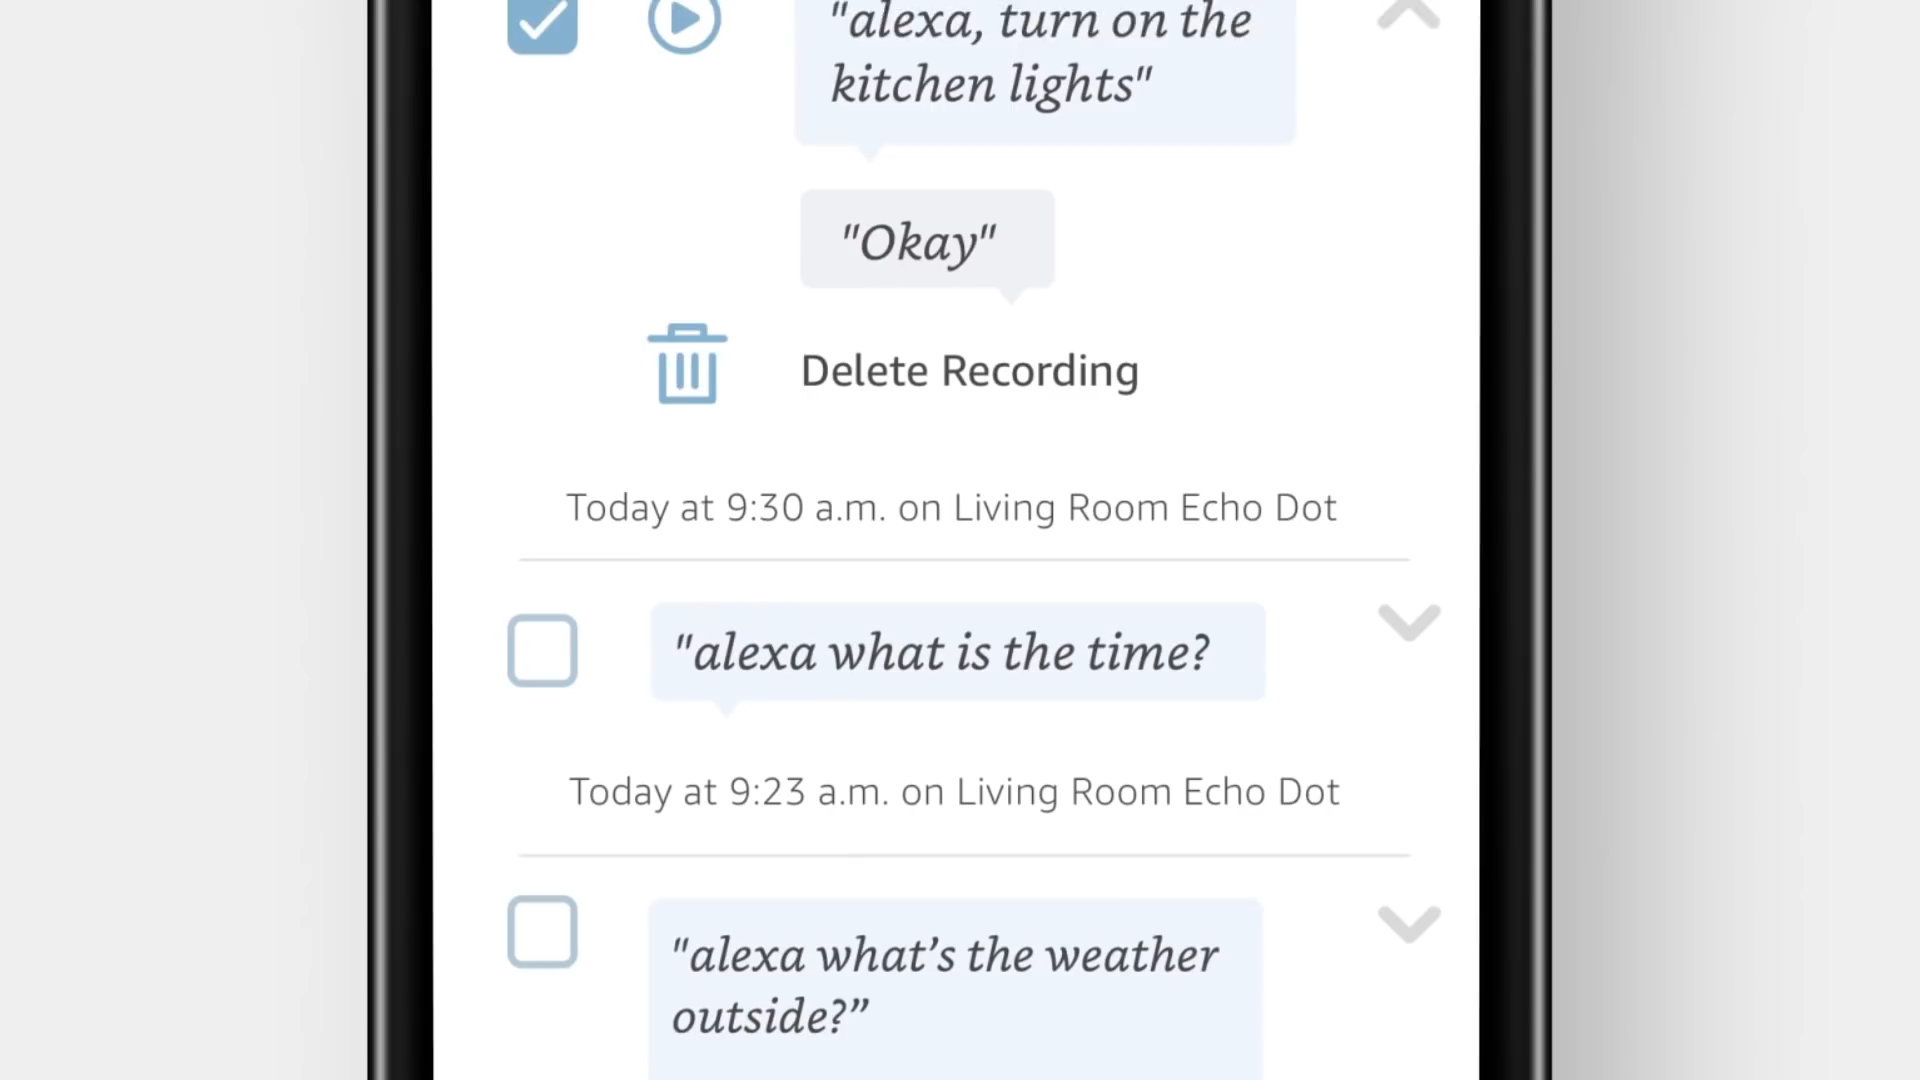 "alexa, turn on the
kitchen lights"
"Okay"
Delete Recording
Today at 9:30 a.m. on Living Room Echo Dot
"alexa what is the time?
Today at 9:23 a.m. on Living Room Echo Dot
"alexa what’s the weather
outside?”